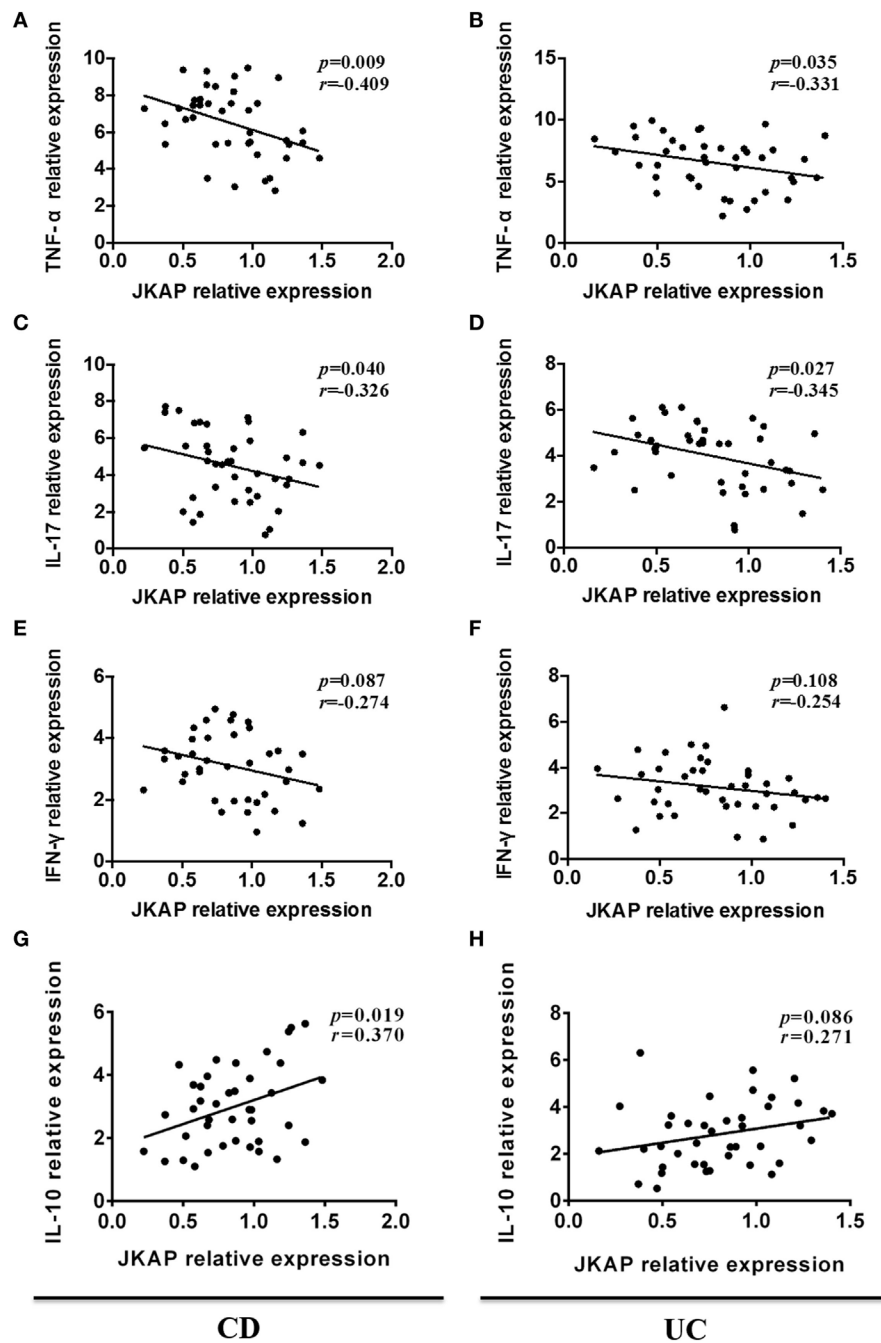 A
p=0.009
r=-0.409
TNF-α relative expression
10
8
6
4
2
0
0.0 0.5 1.0 1.5 2.0
JKAP relative expression
B
p=0.035
r=-0.331
TNF-α relative expression
15
10
5
0
0.0 0.5 1.0 1.5
JKAP relative expression
C
p=0.040
r=-0.326
IL-17 relative expression
10
8
6
4
2
0
0.0 0.5 1.0 1.5 2.0
JKAP relative expression
D
p=0.027
r=-0.345
IL-17 relative expression
8
6
4
2
0
0.0 0.5 1.0 1.5
JKAP relative expression
E
p=0.087
r=-0.274
IFN-γ relative expression
6
4
2
0
0.0 0.5 1.0 1.5 2.0
JKAP relative expression
F
p=0.108
r=-0.254
IFN-γ relative expression
8
6
4
2
0
0.0 0.5 1.0 1.5
JKAP relative expression
G
p=0.019
r=0.370
IL-10 relative expression
6
4
2
0
0.0 0.5 1.0 1.5 2.0
JKAP relative expression
H
p=0.086
r=0.271
IL-10 relative expression
8
6
4
2
0
0.0 0.5 1.0 1.5
JKAP relative expression
CD
UC